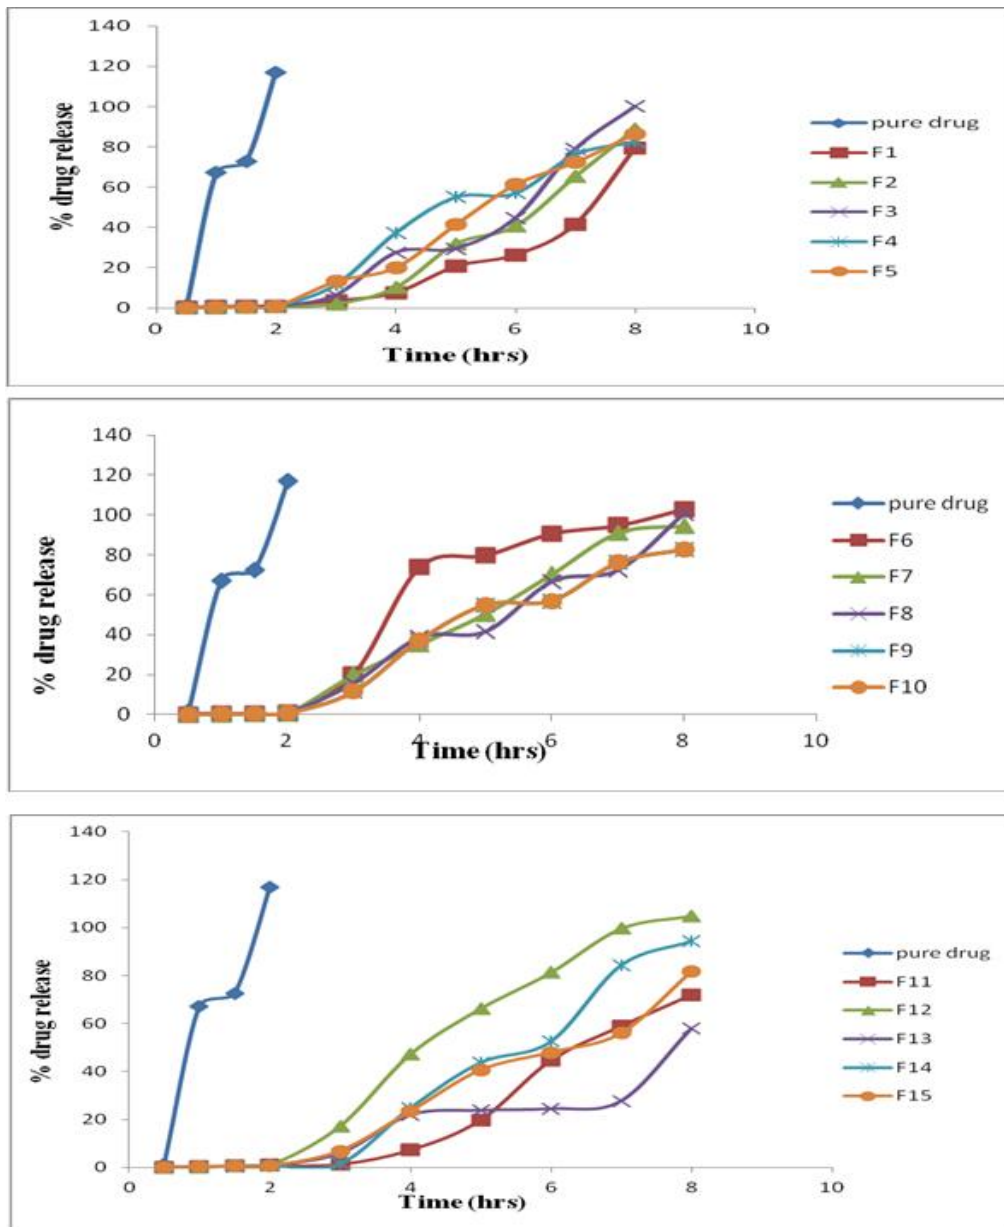 140
120
100
80
60
40
20
0
% drug release
0 2 4 6 8 10
Time (hrs)
pure drug
F1
F2
F3
F4
F5
140
120
100
80
60
40
20
0
% drug release
0 2 4 6 8 10
Time (hrs)
pure drug
F6
F7
F8
F9
F10
140
120
100
80
60
40
20
0
% drug release
0 2 4 6 8 10
Time (hrs)
pure drug
F11
F12
F13
F14
F15